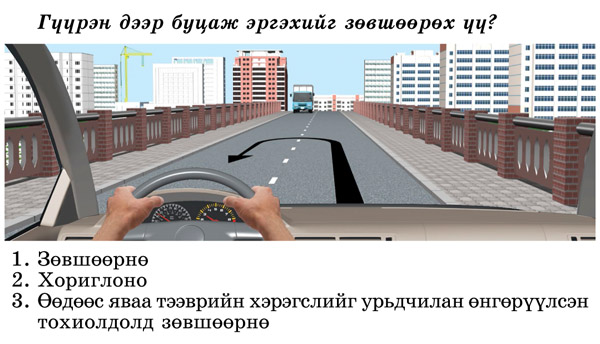 Гүүрэн дээр буцаж эргэхийг зөвшөөрөх үү?
1. Зөвшөөрнө
2. Хориглоно
3. Өөдөөс яваа тээврийн хэрэгслийг урьдчилан өнгөрүүлсэн
тохиолдолд зөвшөөрнө